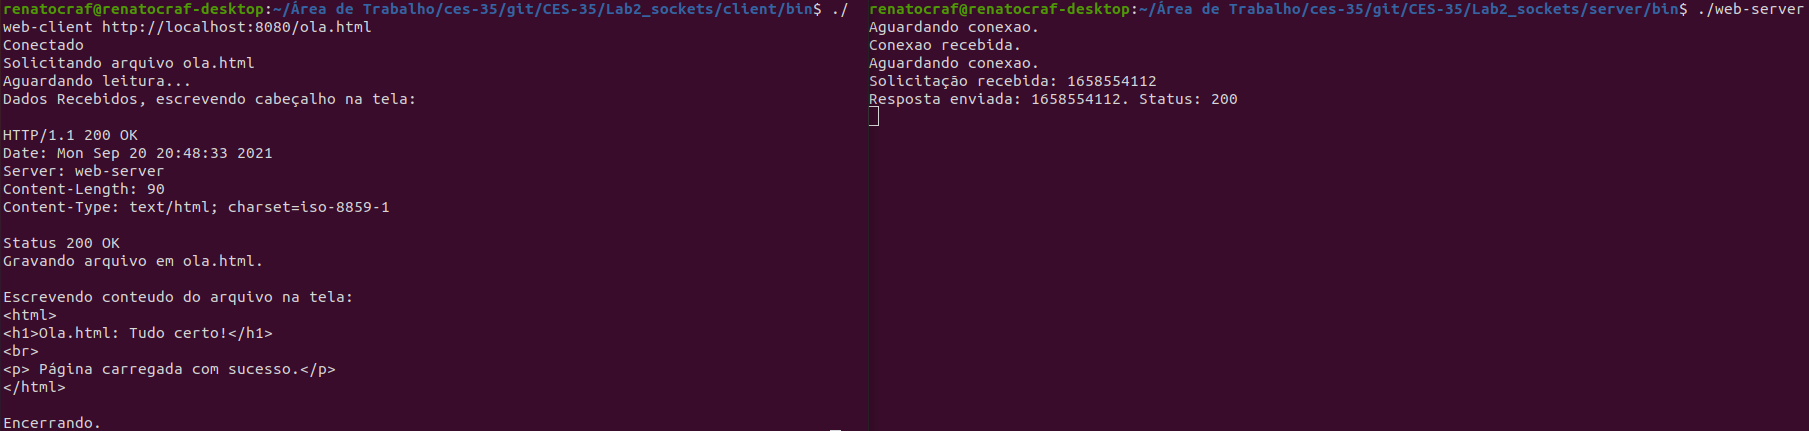 renatocraf@renatocraf-desktop:~/Área de Trabalho/ces-35/git/CES-35/Lab2_sockets/client/bin$ ./
web-client http://localhost:8080/ola.html
Conectado
Solicitando arquivo ola.html
Aguardando leitura...
Dados Recebidos, escrevendo cabeçalho na tela:

HTTP/1.1 200 OK
Date: Mon Sep 20 20:48:33 2021
Server: web-server
Content-Length: 90
Content-Type: text/html; charset=iso-8859-1

Status 200 OK
Gravando arquivo em ola.html.

Escrevendo conteudo do arquivo na tela:
<html>
<h1>Ola.html: Tudo certo!</h1>
<br>
<p> Página carregada com sucesso.</p>
</html>

Encerrando.
renatocraf@renatocraf-desktop:~/Área de Trabalho/ces-35/git/CES-35/Lab2_sockets/server/bin$ ./web-server
Aguardando conexao.
Conexao recebida.
Aguardando conexao.
Solicitação recebida: 1658554112
Resposta enviada: 1658554112. Status: 200